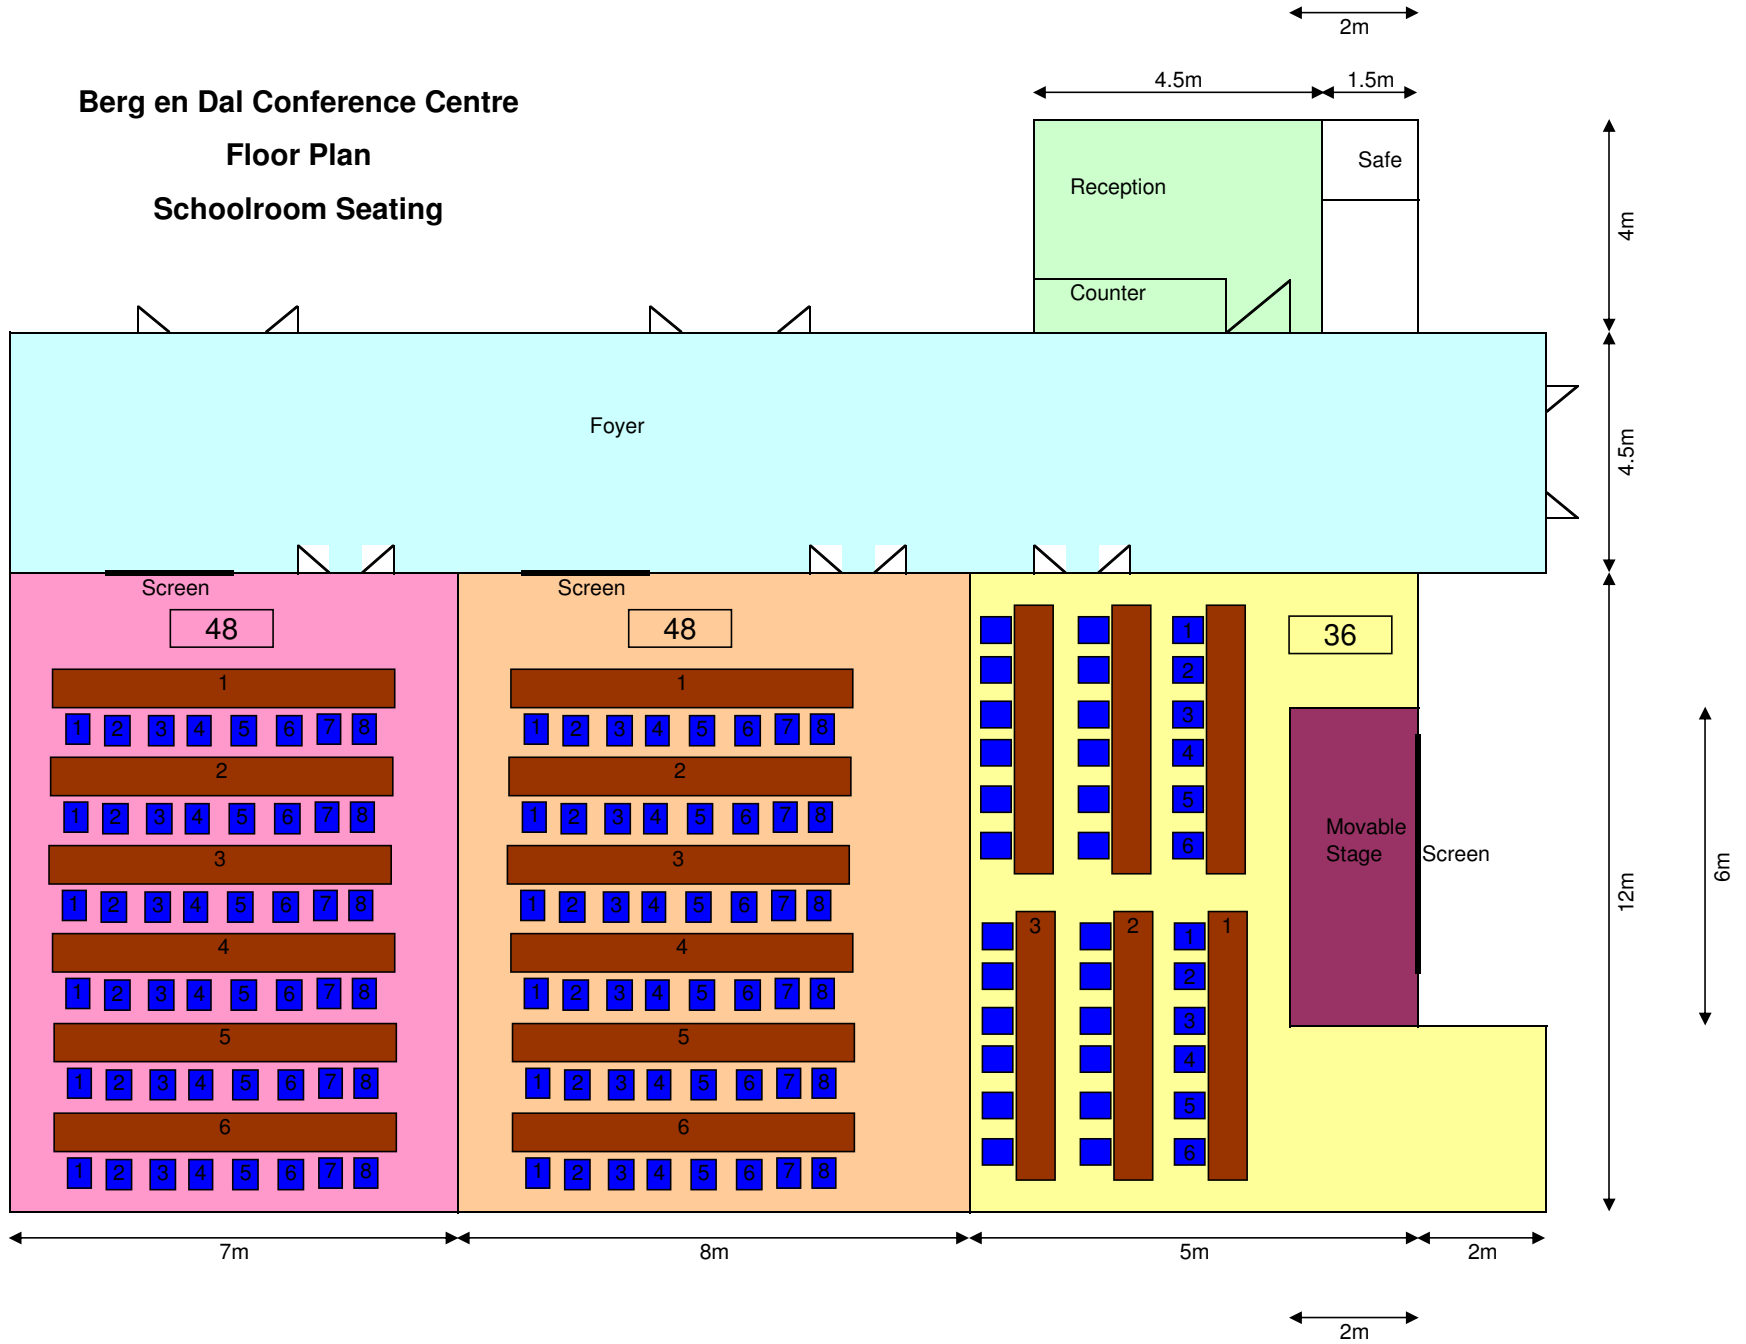 2m
4.5m
1.5m
Berg en Dal Conference Centre
Floor Plan
Schoolroom Seating
Safe
Reception
4m
Counter
Foyer
4.5m
Screen
Screen
48
48
36
1
1 2 3 4 5 6 7 8
2
1 2 3 4 5 6 7 8
3
1 2 3 4 5 6 7 8
4
1 2 3 4 5 6 7 8
5
1 2 3 4 5 6 7 8
6
1 2 3 4 5 6 7 8
1
1 2 3 4 5 6 7 8
2
1 2 3 4 5 6 7 8
3
1 2 3 4 5 6 7 8
4
1 2 3 4 5 6 7 8
5
1 2 3 4 5 6 7 8
6
1 2 3 4 5 6 7 8
1
2
3
4
5
6
3 2 1
1
2
3
4
5
6
Movable
Stage
Screen
12m
6m
7m
8m
5m
2m
2m